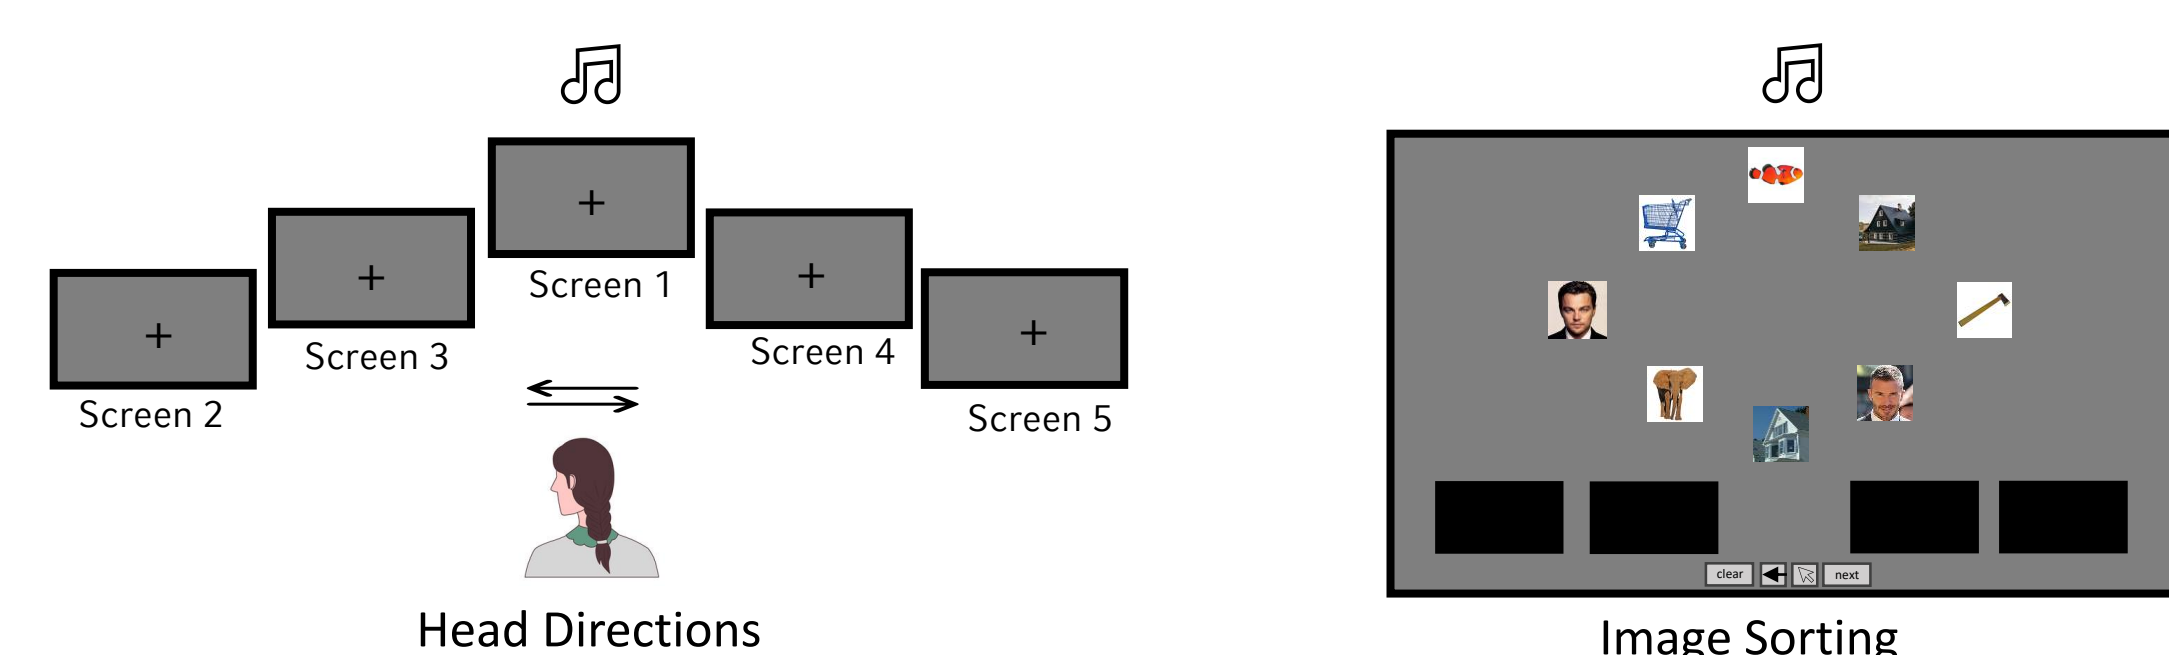 Screen 1
Screen 3
Screen 4
Screen 2
Screen 5
clear
next
Head Directions
Image Sorting